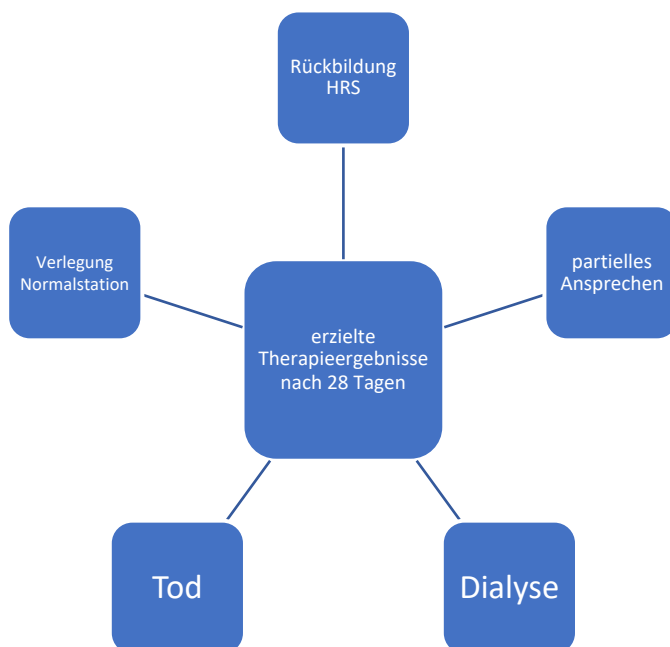 Rückbildung
HRS
Verlegung
Normalstation
partielles
Ansprechen
erzielte
Therapieergebnisse
nach 28 Tagen
Tod
Dialyse